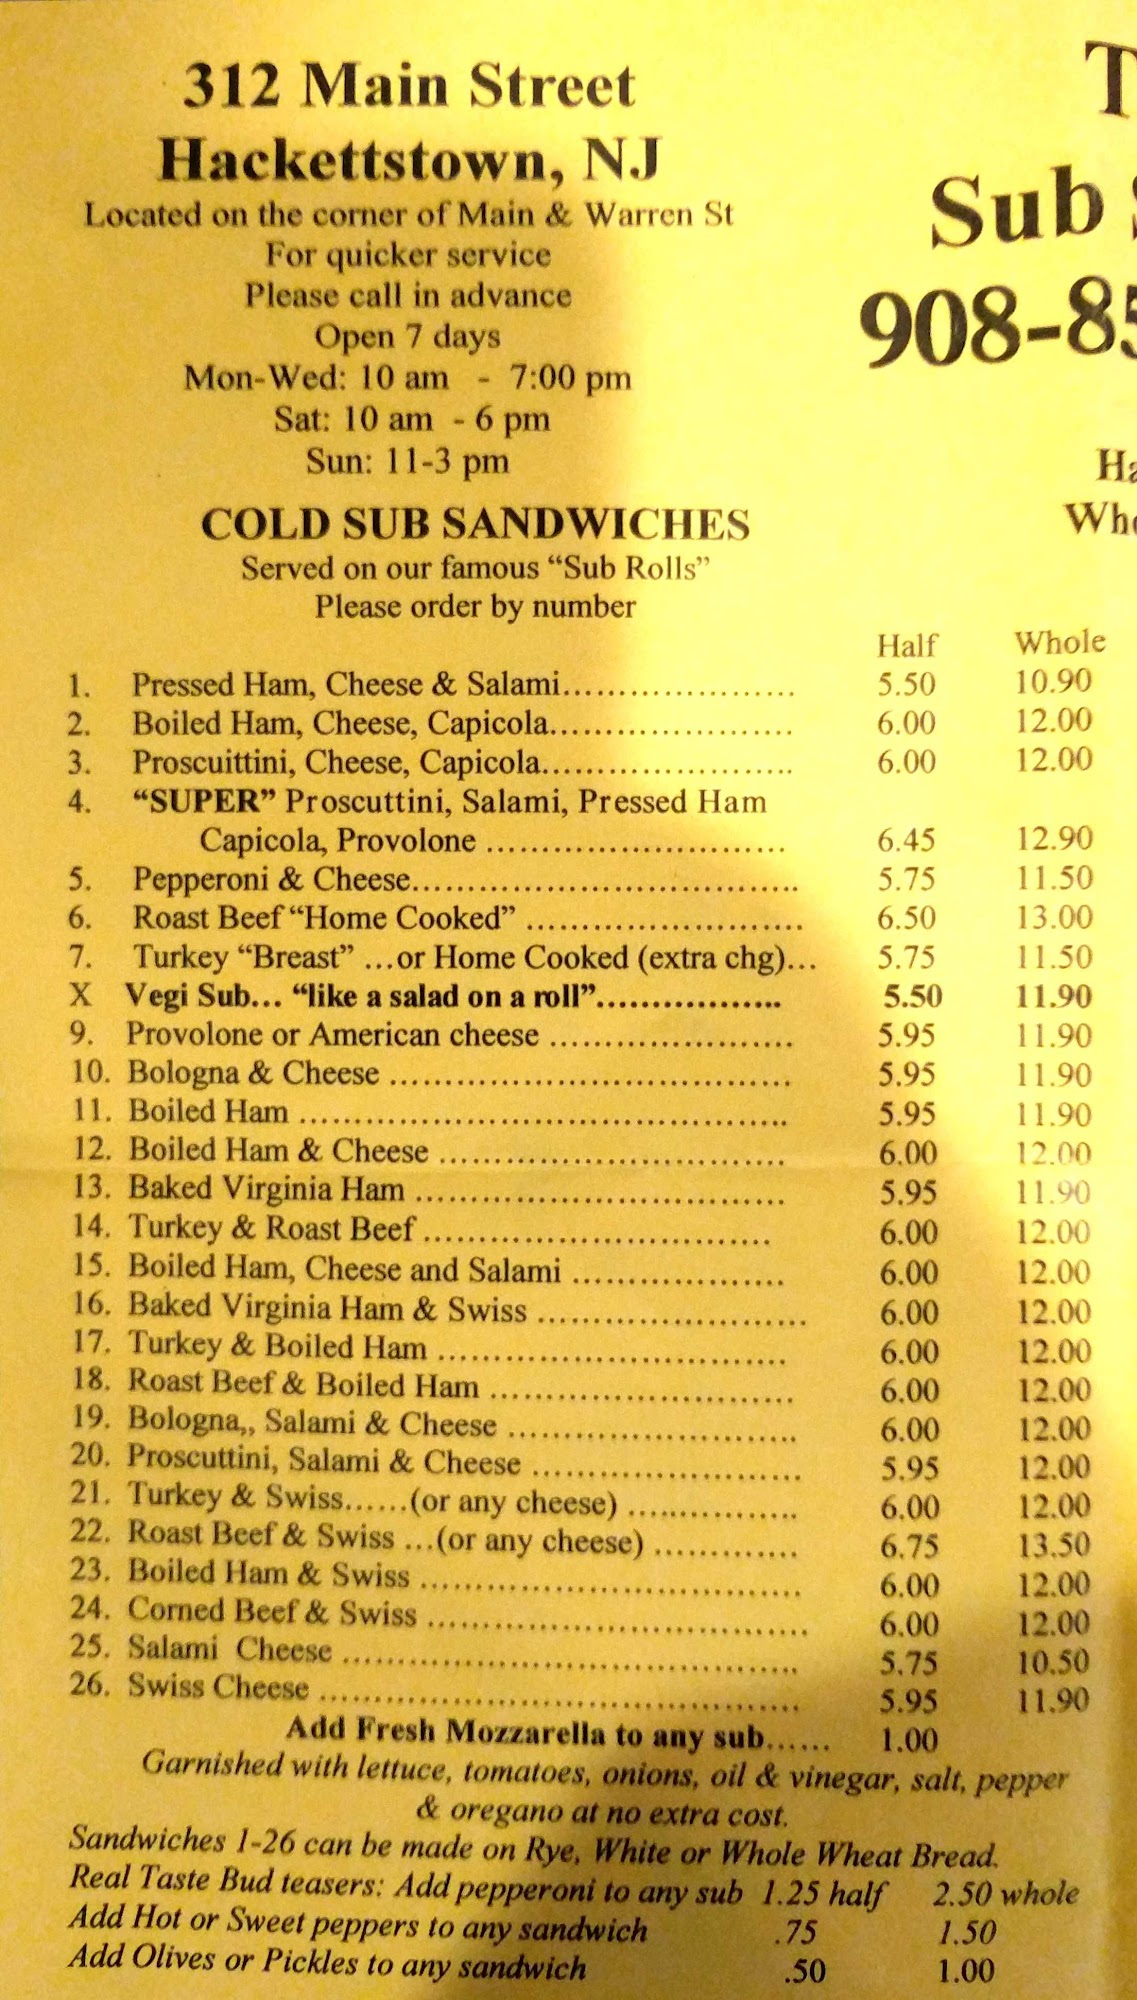 312 Main Street
Hackettstown, NJ
Located on the corner of Main & Warren St
For quicker service
Please call in advance
Open 7 days
Mon-Wed: 10 am - 7:00 pm
Sat: 10 am - 6 pm
Sun: 11-3 pm
T
Sub
908-85
Ha
Who
COLD SUB SANDWICHES
Served on our famous “Sub Rolls”
Please order by number
Half Whole
1. Pressed Ham, Cheese & Salami..................... 5.50 10.90
2. Boiled Ham, Cheese, Capicola...................... 6.00 12.00
3. Proscuittini, Cheese, Capicola....................... 6.00 12.00
4. “SUPER” Proscuttini, Salami, Pressed Ham
Capicola, Provolone ........................... 6.45 12.90
5. Pepperoni & Cheese................................... 5.75 11.50
6. Roast Beef “Home Cooked” ......................... 6.50 13.00
7. Turkey “Breast” ...or Home Cooked (extra chg)... 5.75 11.50
X Vegi Sub... “like a salad on a roll”................. 5.50 11.90
9. Provolone or American cheese ...................... 5.95 11.90
10. Bologna & Cheese ..................................... 5.95 11.90
11. Boiled Ham ............................................. 5.95 11.90
12. Boiled Ham & Cheese ................................ 6.00 12.00
13. Baked Virginia Ham .................................. 5.95 11.90
14. Turkey & Roast Beef ................................ 6.00 12.00
15. Boiled Ham, Cheese and Salami .................... 6.00 12.00
16. Baked Virginia Ham & Swiss ......................... 6.00 12.00
17. Turkey & Boiled Ham ................................ 6.00 12.00
18. Roast Beef & Boiled Ham ............................ 6.00 12.00
19. Bologna,, Salami & Cheese ........................... 6.00 12.00
20. Proscuttini, Salami & Cheese ......................... 5.95 12.00
21. Turkey & Swiss......(or any cheese) ................ 6.00 12.00
22. Roast Beef & Swiss ...(or any cheese) .............. 6.75 13.50
23. Boiled Ham & Swiss ................................... 6.00 12.00
24. Corned Beef & Swiss ................................... 6.00 12.00
25. Salami Cheese .......................................... 5.75 10.50
26. Swiss Cheese ............................................ 5.95 11.90
Add Fresh Mozzarella to any sub...... 1.00
Garnished with lettuce, tomatoes, onions, oil & vinegar, salt, pepper
& oregano at no extra cost.
Sandwiches 1-26 can be made on Rye, White or Whole Wheat Bread.
Real Taste Bud teasers: Add pepperoni to any sub 1.25 half 2.50 whole
Add Hot or Sweet peppers to any sandwich .75 1.50
Add Olives or Pickles to any sandwich .50 1.00